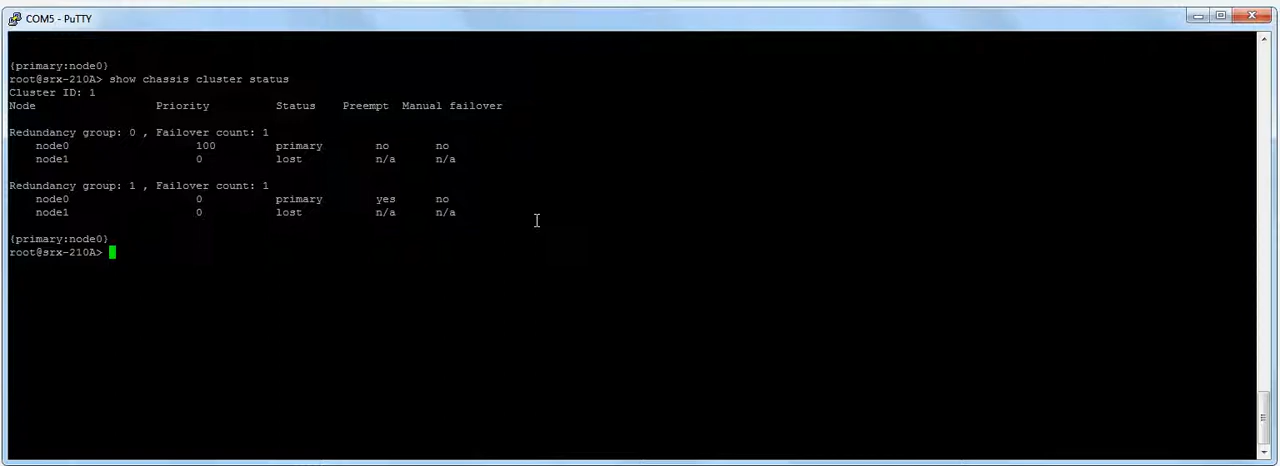 COM5 - PuTTY
{primary:node0}
root@srx-210A> show chassis cluster status
Cluster ID: 1
Node Priority Status Preempt Manual failover
Redundancy group: 0 , Failover count: 1
node0 100 primary no no
node1 0 lost n/a n/a
Redundancy group: 1 , Failover count: 1
node0 0 primary yes no
node1 0 lost n/a n/a
{primary:node0}
root@srx-210A>